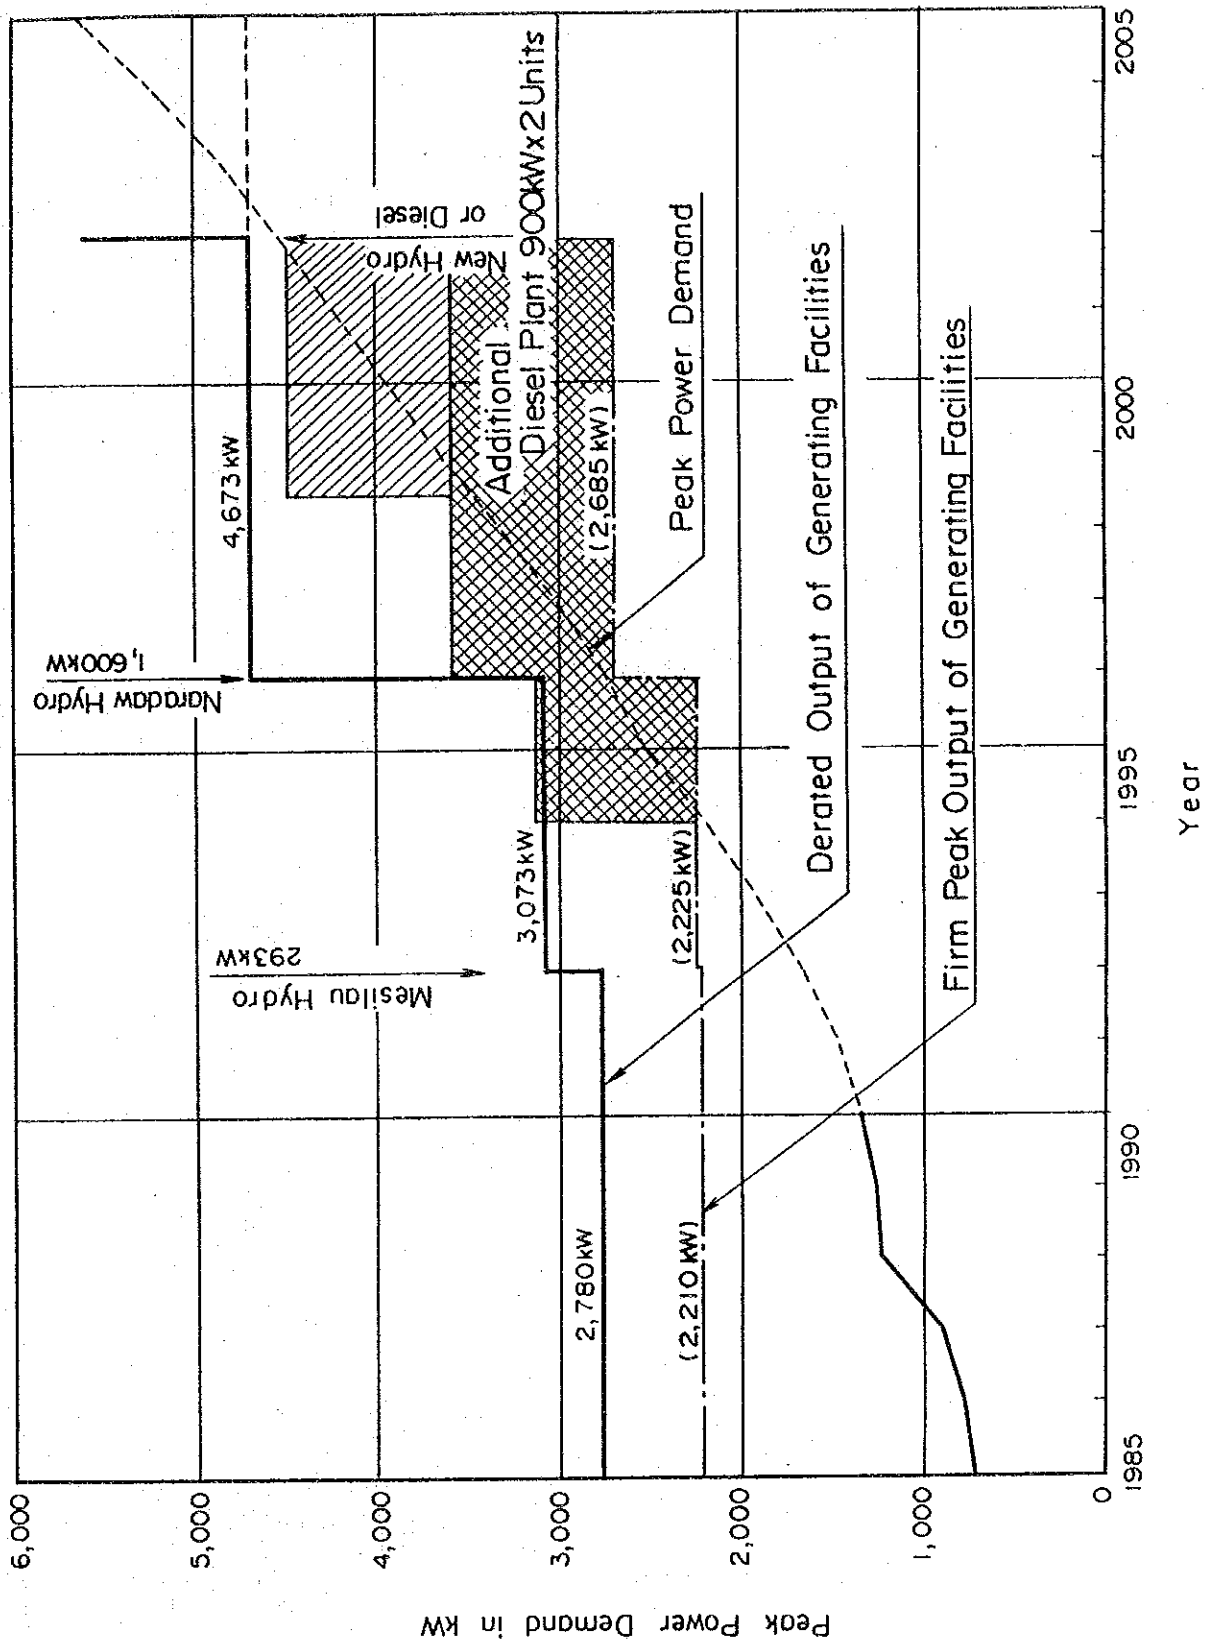 Peak Power Demand in kW
6,000
5,000
4,000
3,000
2,000
1,000
0
1985
1990
1995
2000
2005
Year
Naradaw Hydro
1,600kW
Mesilau Hydro
293kW
New Hydro
or Diesel
4,673kW
3,073kW
2,780kW
(2,210kW)
(2,225kW)
(2,685kW)
Additional
Diesel Plant 900kWx2Units
Peak Power Demand
Derated Output of Generating Facilities
Firm Peak Output of Generating Facilities